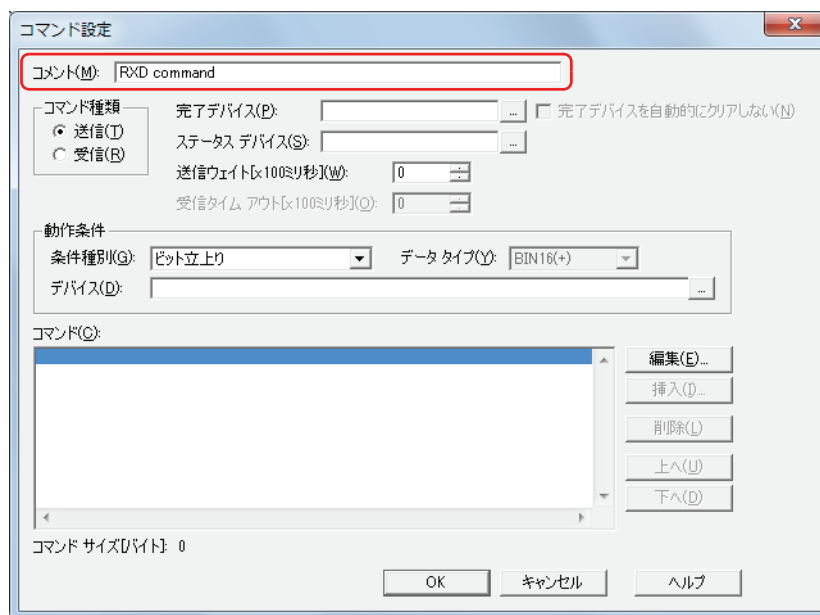 コマンド設定
コメント(M): RXD command
コマンド種類
送信(T)
受信(R)
完了デバイス(P): ... 完了デバイスを自動的にクリアしない(N)
ステータス デバイス(S): ...
送信ウェイト[x100ミリ秒](W): 0
受信タイム アウト[x100ミリ秒](O): 0
動作条件
条件種別(G): ビット立上り データ タイプ(Y): BIN16(+)
デバイス(D): ...
コマンド(C):
編集(E)...
挿入(I)...
削除(L)
上へ(U)
下へ(D)
コマンド サイズ[バイト]: 0
OK キャンセル ヘルプ